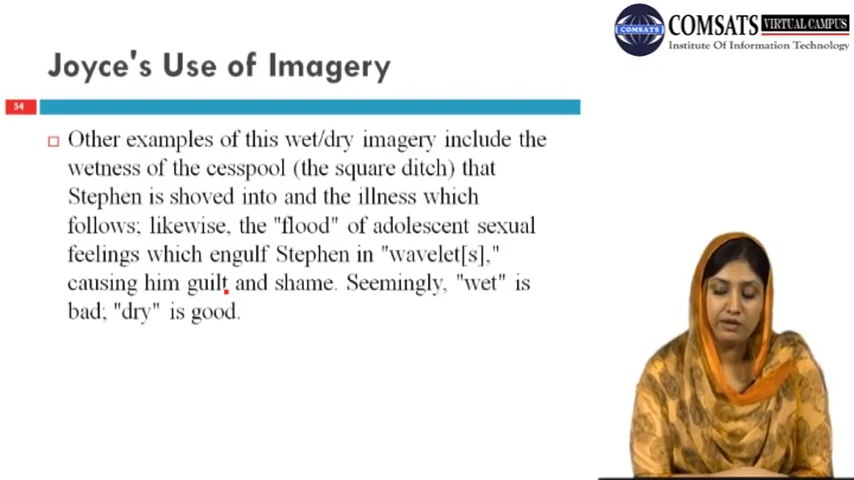 COMSATS VIRTUAL CAMPUS
Institute Of Information Technology
COMSATS
Joyce's Use of Imagery
54
Other examples of this wet/dry imagery include the
wetness of the cesspool (the square ditch) that
Stephen is shoved into and the illness which
follows; likewise, the "flood" of adolescent sexual
feelings which engulf Stephen in "wavelet[s],"
causing him guilt and shame. Seemingly, "wet" is
bad; "dry" is good.